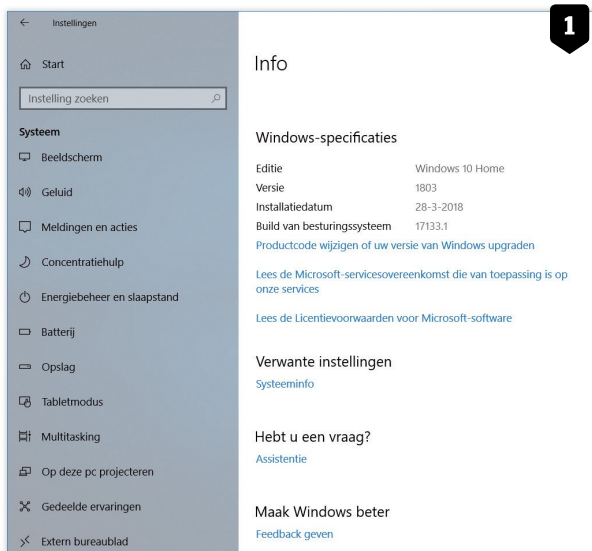 Instellingen
1
Start
Instelling zoeken
Systeem
Beeldscherm
Geluid
Meldingen en acties
Concentratiehulp
Energiebeheer en slaapstand
Batterij
Opslag
Tabletmodus
Multitasking
Op deze pc projecteren
Gedeelde ervaringen
Extern bureaublad
Info
Windows-specificaties
Editie Windows 10 Home
Versie 1803
Installatiedatum 28-3-2018
Build van besturingssysteem 17133.1
Productcode wijzigen of uw versie van Windows upgraden
Lees de Microsoft-servicesovereenkomst die van toepassing is op
onze services
Lees de Licentievoorwaarden voor Microsoft-software
Verwante instellingen
Systeeminfo
Hebt u een vraag?
Assistentie
Maak Windows beter
Feedback geven